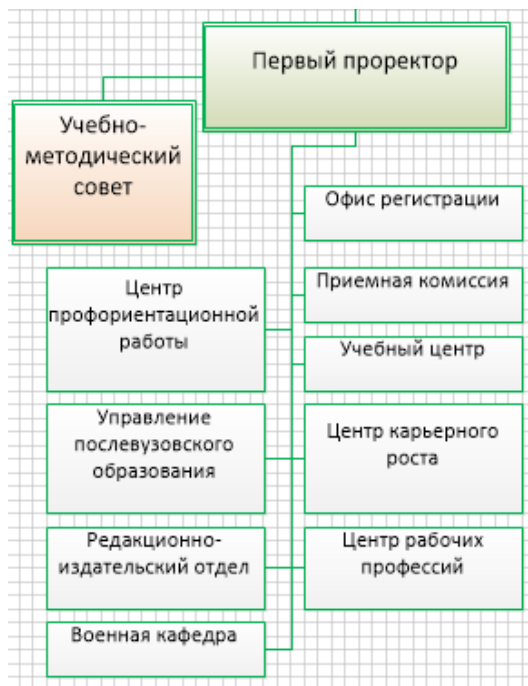 Первый проректор
Учебно-
методический
совет
Офис регистрации
Приемная комиссия
Центр
профориентационной
работы
Учебный центр
Управление
послевузовского
образования
Центр карьерного
роста
Редакционно-
издательский отдел
Центр рабочих
профессий
Военная кафедра